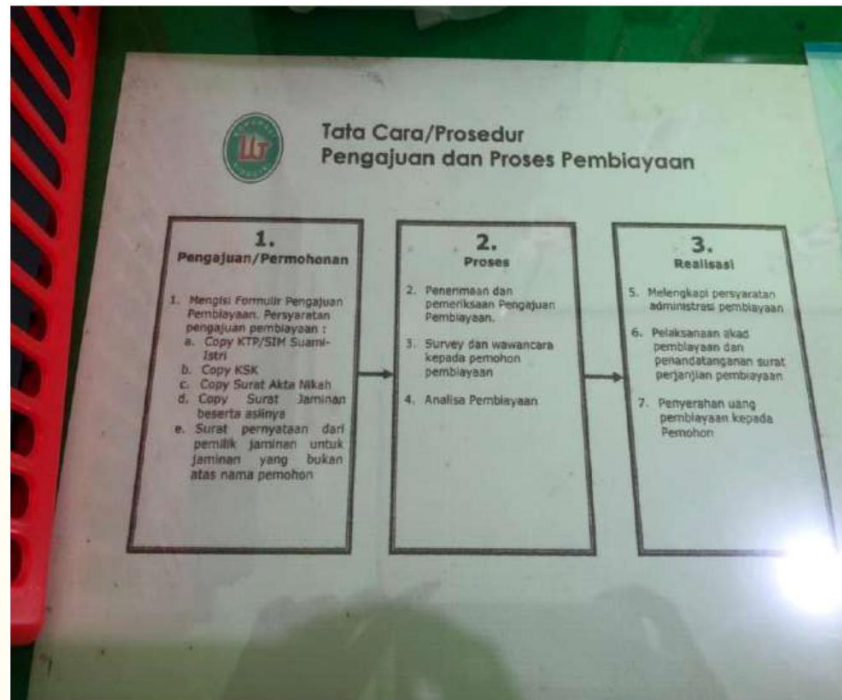 Tata Cara/Prosedur
Pengajuan dan Proses Pembiayaan
1.
Pengajuan/Permohonan
1. Mengisi Formulir Pengajuan
Pembiayaan. Persyaratan
pengajuan pembiayaan :
a. Copy KTP/SIM Suami-
Istri
b. Copy KSK
c. Copy Surat Akta Nikah
d. Copy Surat Jaminan
beserta aslinya
e. Surat pernyataan dari
pemilik jaminan untuk
jaminan yang bukan
atas nama pemohon
2.
Proses
2. Penerimaan dan
pemeriksaan Pengajuan
Pembiayaan.
3. Survey dan wawancara
kepada pemohon
pembiayaan
4. Analisa Pembiayaan
3.
Realisasi
5. Melengkapi persyaratan
administrasi pembiayaan
6. Pelaksanaan akad
pembiayaan dan
penandatanganan surat
perjanjian pembiayaan
7. Penyerahan uang
pembiayaan kepada
Pemohon